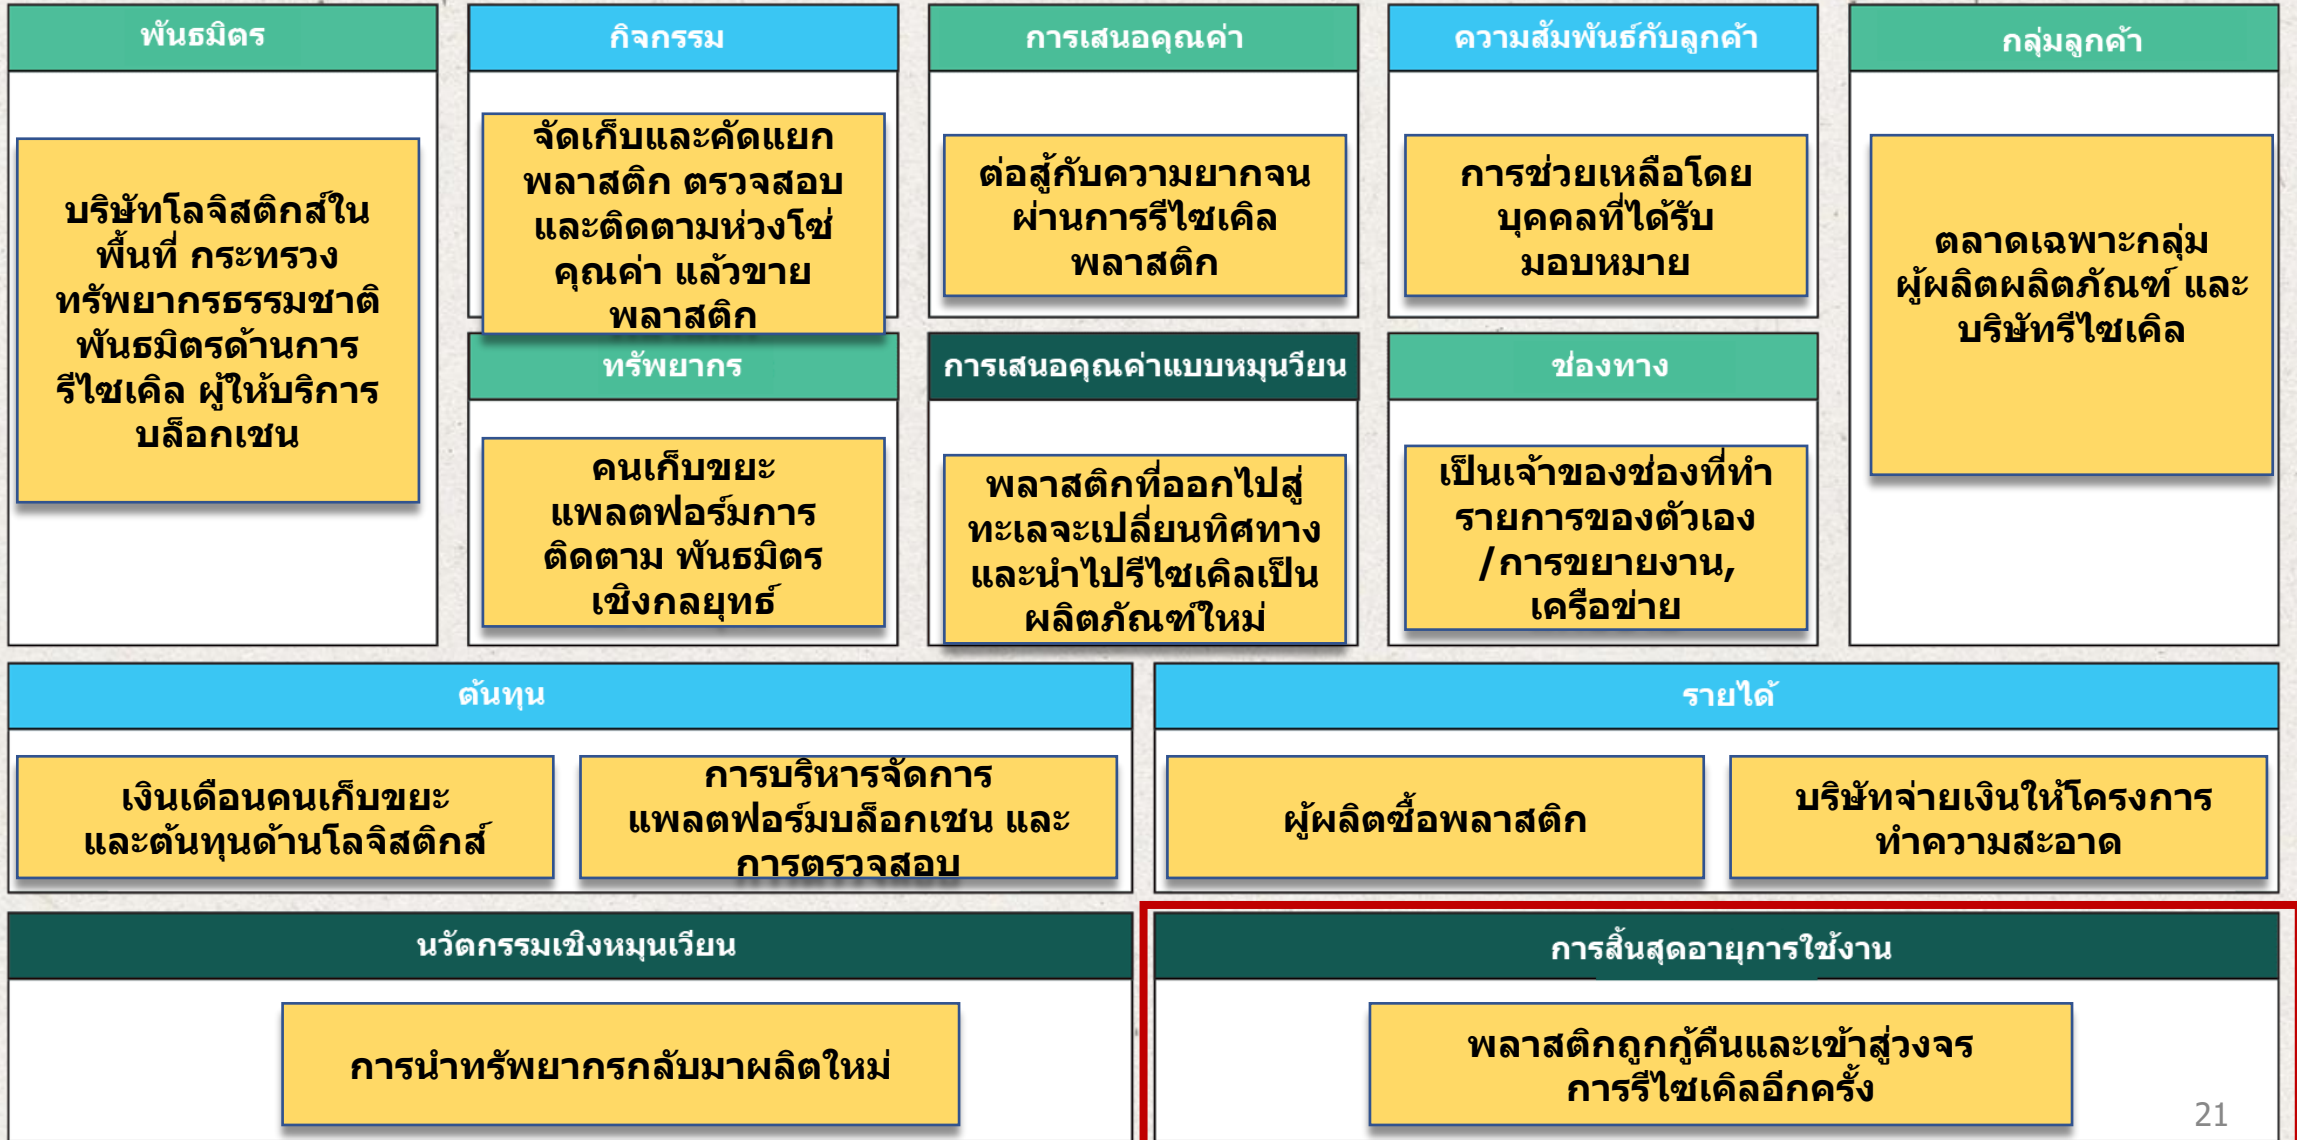 พันธมิตร
บริษัทโลจิสติกส์ใน
พื้นที่ กระทรวง
ทรัพยากรธรรมชาติ
พันธมิตรด้านการ
รีไซเคิล ผู้ให้บริการ
บล็อกเชน
กิจกรรม
จัดเก็บและคัดแยก
พลาสติก ตรวจสอบ
และติดตามห่วงโซ่
คุณค่า แล้วขาย
พลาสติก
ทรัพยากร
คนเก็บขยะ
แพลตฟอร์มการ
ติดตาม พันธมิตร
เชิงกลยุทธ์
การเสนอคุณค่า
ต่อสู้กับความยากจน
ผ่านการรีไซเคิล
พลาสติก
การเสนอคุณค่าแบบหมุนวียน
พลาสติกที่ออกไปสู่
ทะเลจะเปลี่ยนทิศทาง
และนำไปรีไซเคิลเป็น
ผลิตภัณฑ์ใหม่
ความสัมพันธ์กับลูกค้า
การช่วยเหลือโดย
บุคคลที่ได้รับ
มอบหมาย
ช่องทาง
เป็นเจ้าของช่องที่ทำ
รายการของตัวเอง
/การขยายงาน,
เครือข่าย
กลุ่มลูกค้า
ตลาดเฉพาะกลุ่ม
ผู้ผลิตผลิตภัณฑ์ และ
บริษัทรีไซเคิล
ต้นทุน
เงินเดือนคนเก็บขยะ
และต้นทุนด้านโลจิสติกส์
การบริหารจัดการ
แพลตฟอร์มบล็อกเชน และ
การตรวจสอบ
รายได้
ผู้ผลิตซื้อพลาสติก
บริษัทจ่ายเงินให้โครงการ
ทำความสะอาด
นวัตกรรมเชิงหมุนเวียน
การนำทรัพยากรกลับมาผลิตใหม่
การสิ้นสุดอายุการใช้งาน
พลาสติกถูกกู้คืนและเข้าสู่วงจร
การรีไซเคิลอีกครั้ง
21